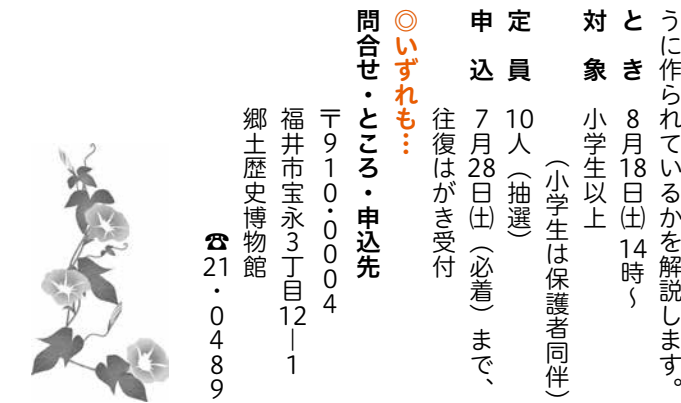 うに作られているかを解説します。
とき　8月18日㈯ 14時～
対象　小学生以上
（小学生は保護者同伴）
定員　10人（抽選）
申込　7月28日㈯（必着）まで、
往復はがき受付
◎いずれも…
問合せ・ところ・申込先
〒910・0004
福井市宝永3丁目12―1
郷土歴史博物館
☎21・0489